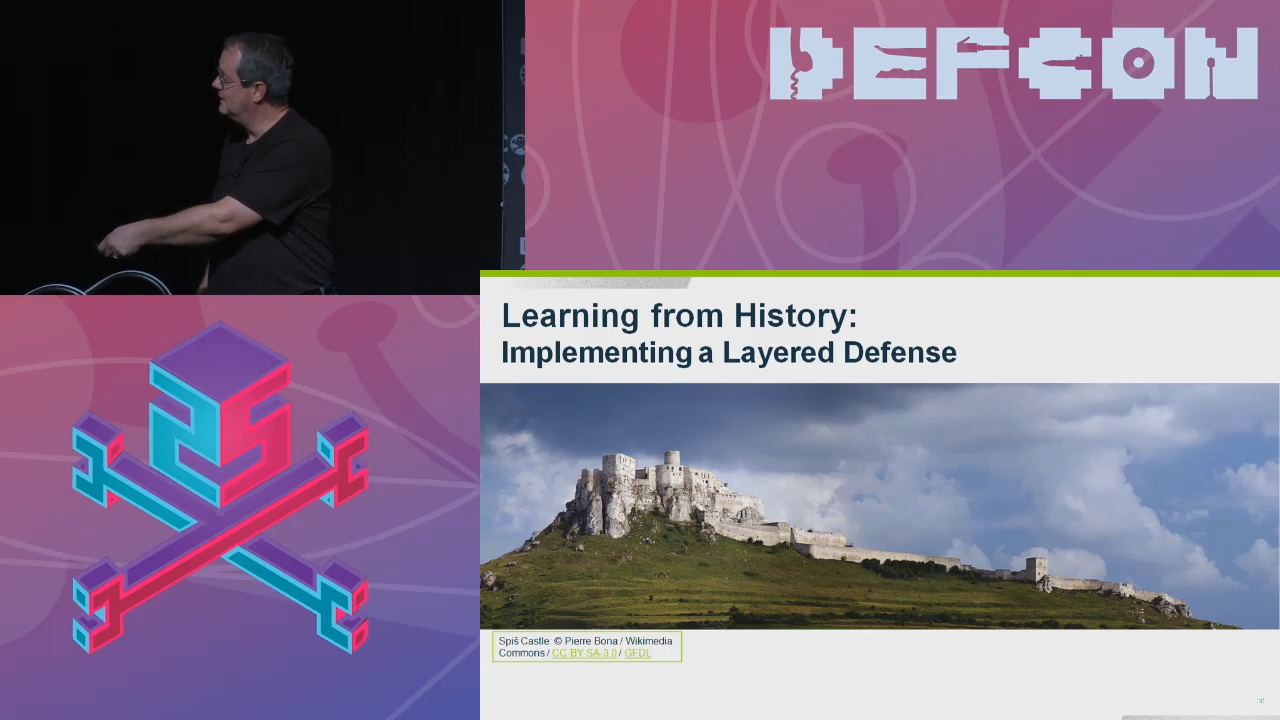 DEFCON
Learning from History:
Implementing a Layered Defense
Spiš Castle: © Pierre Bona / Wikimedia
Commons / CC-BY-SA 3.0 / GFDL